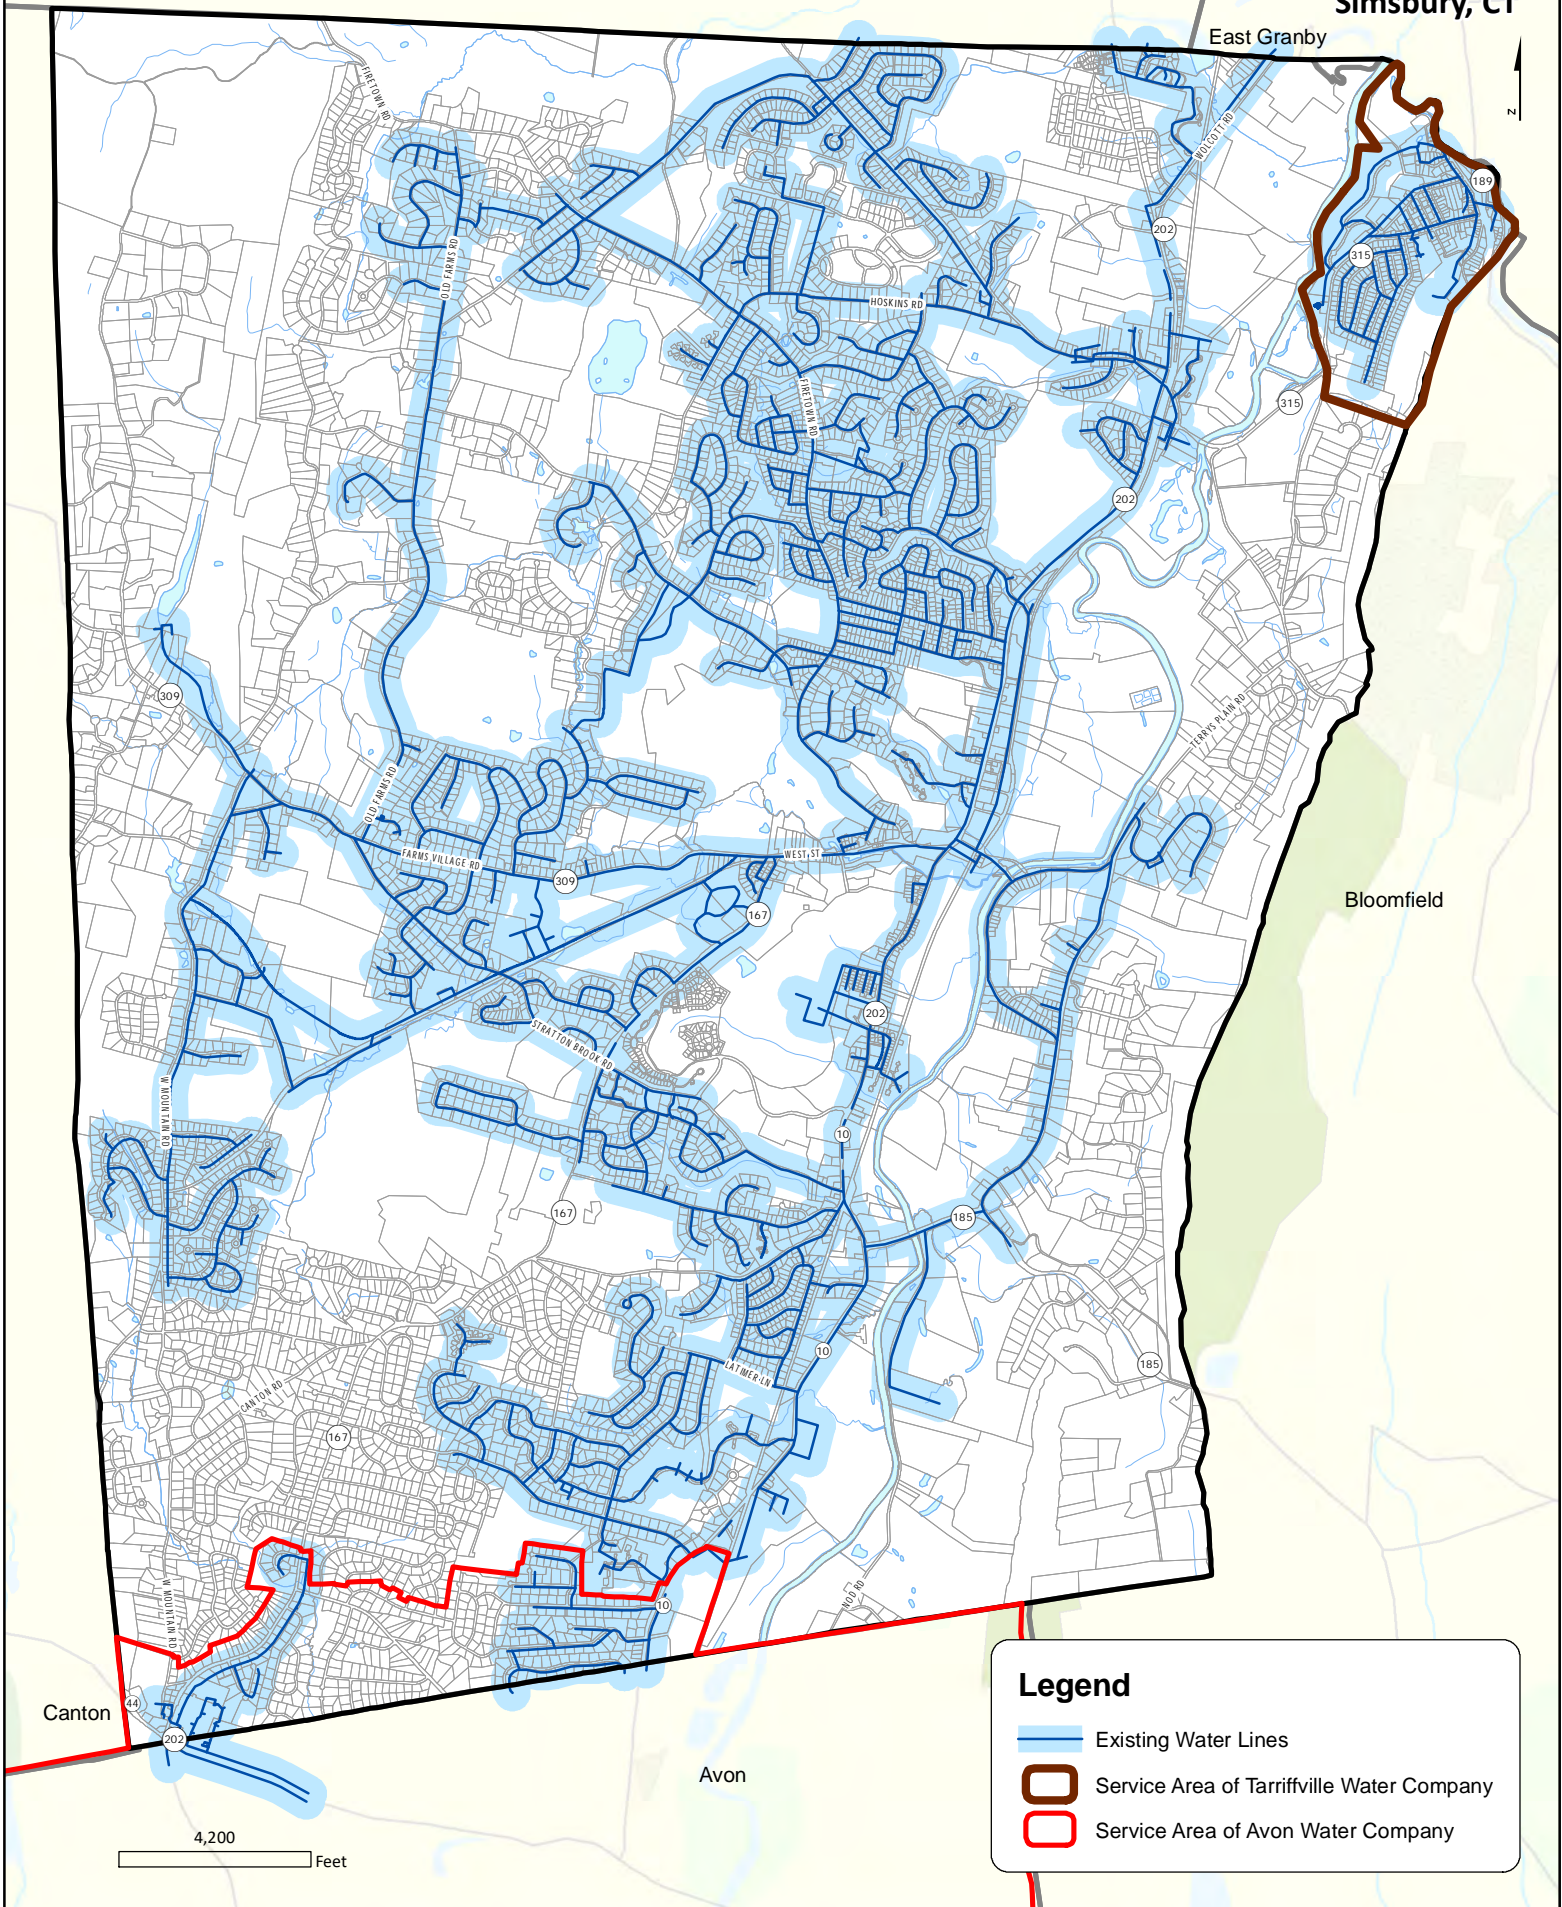 Simsbury, CT
East Granby
N
FIRETOWN RD
WOLCOTT RD
189
202
315
OLD FARMS RD
HOSKINS RD
FIRETOWN RD
315
202
309
TERRYS PLAIN RD
OLD FARMS RD
FARMS VILLAGE RD
WEST ST
309
167
Bloomfield
202
STRATTON BROOK RD
W MOUNTAIN RD
10
167
185
10
LATIMER LN
185
CANTON RD
167
W MOUNTAIN RD
10
NOD RD
Canton
44
202
Avon
Legend
Existing Water Lines
Service Area of Tarriffville Water Company
Service Area of Avon Water Company
4,200
Feet